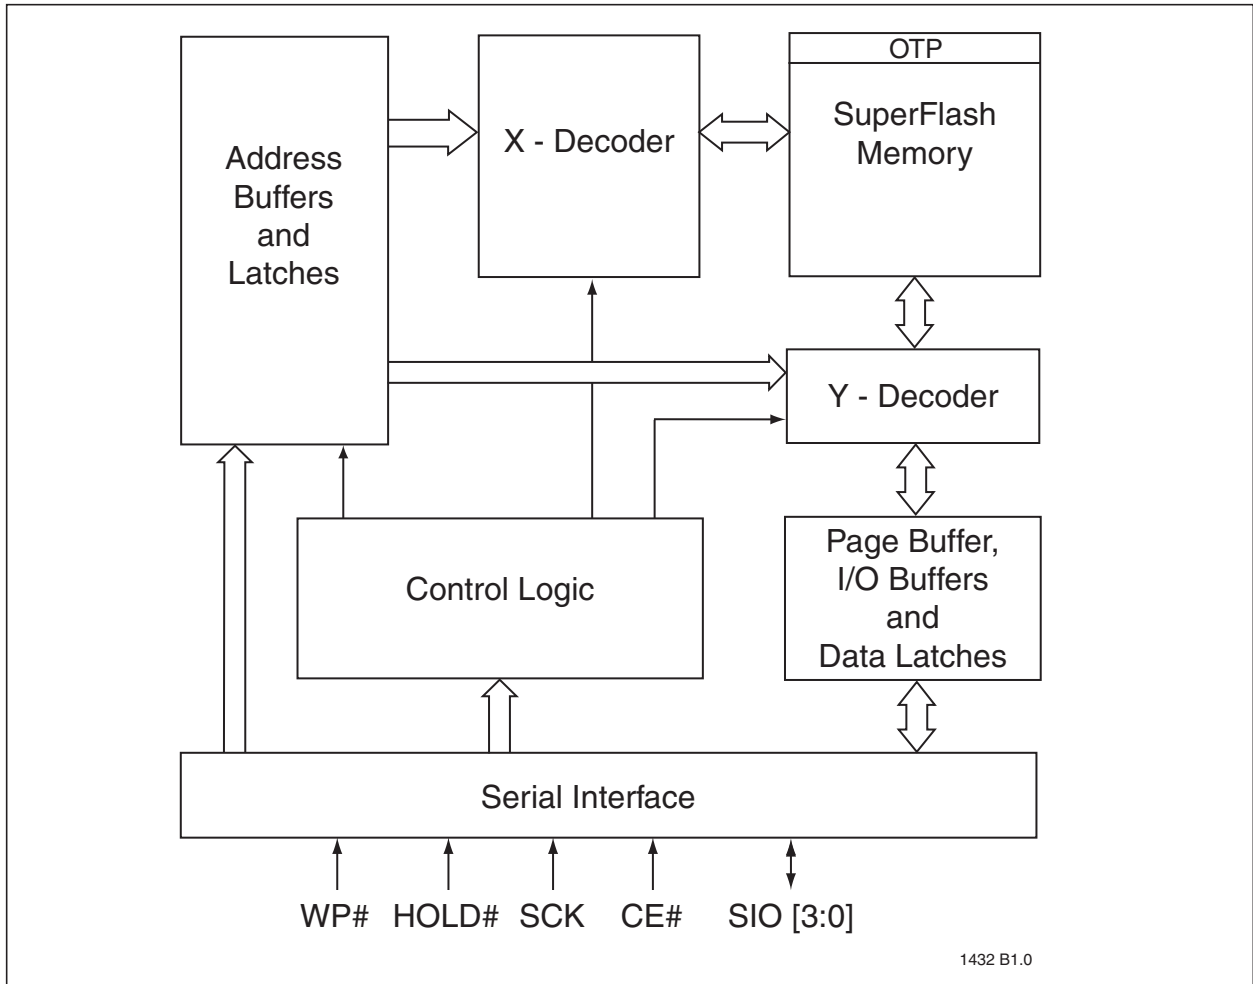 OTP
SuperFlash
Memory
X - Decoder
Address
Buffers
and
Latches
Y - Decoder
Page Buffer,
I/O Buffers
and
Data Latches
Control Logic
Serial Interface
WP# HOLD# SCK CE# SIO [3:0]
1432 B1.0